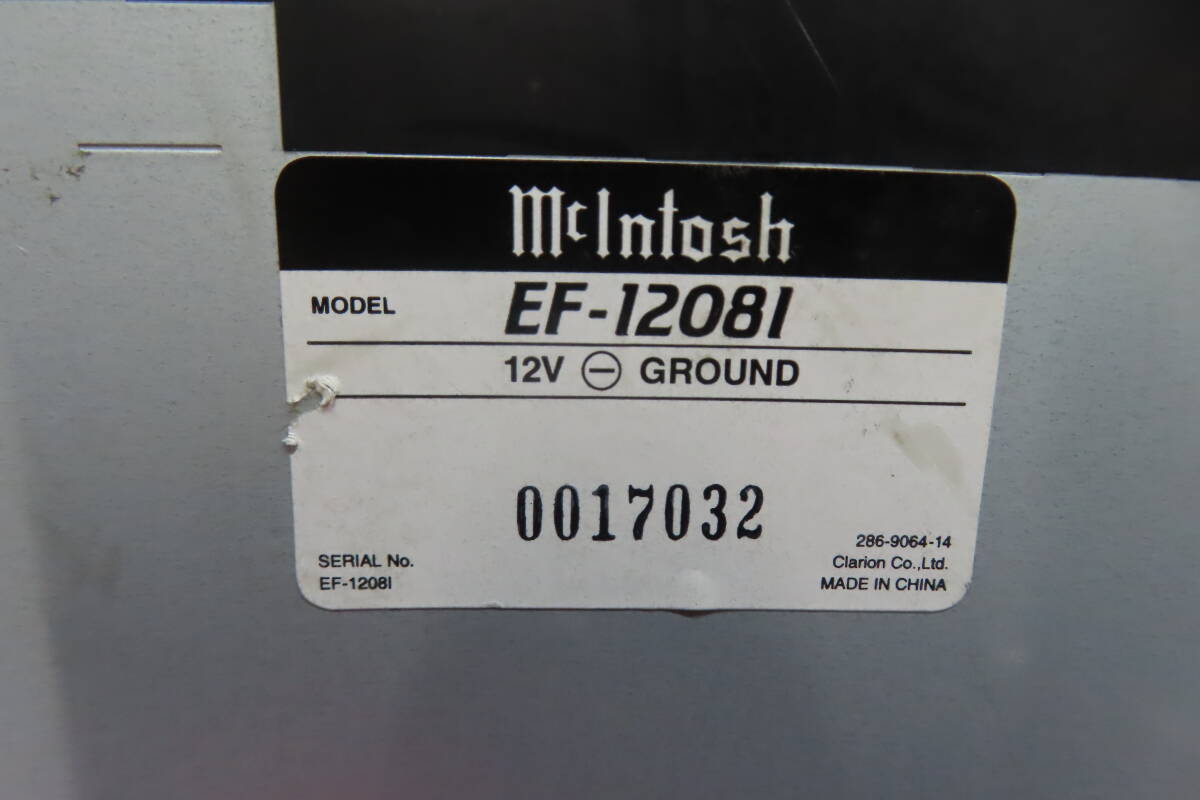 McIntosh
MODEL EF-1208I
12V ⊖ GROUND
0017032
SERIAL No.
EF-1208I
286-9064-14
Clarion Co.,Ltd.
MADE IN CHINA